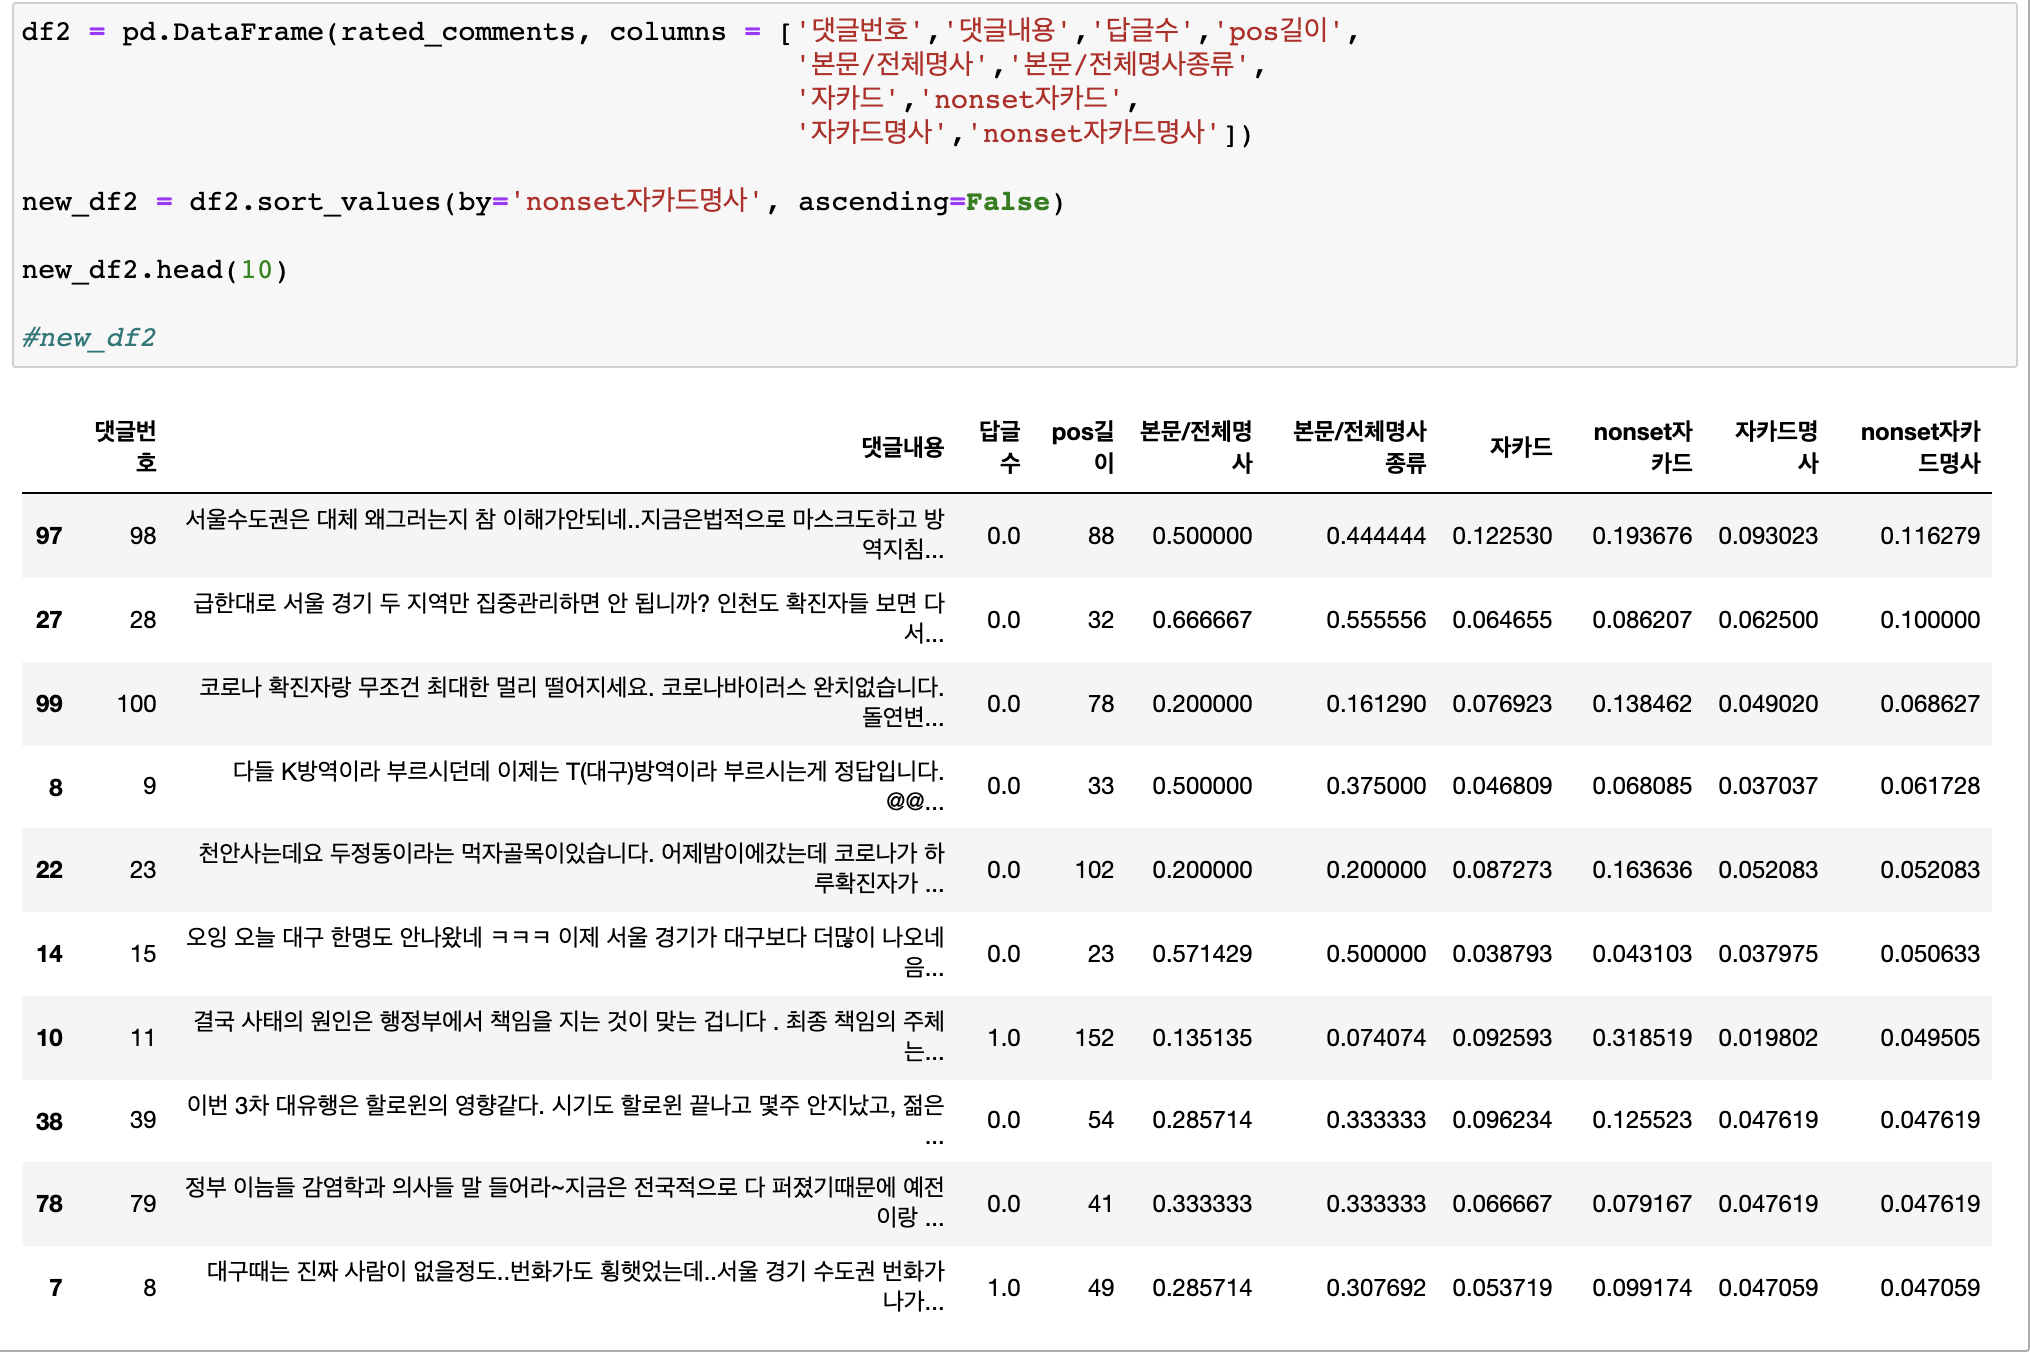 df2 = pd.DataFrame(rated_comments, columns = ['댓글번호','댓글내용','답글수','pos길이',
'본문/전체명사','본문/전체명사종류',
'자카드','nonset자카드',
'자카드명사','nonset자카드명사'])
new_df2 = df2.sort_values(by='nonset자카드명사', ascending=False)
new_df2.head(10)
#new_df2
댓글번 댓글내용 답글 pos길 본문/전체명 본문/전체명사 자카드 nonset자 자카드명 nonset자카
호 수 이 사 종류 카드 사 드명사
97 98 서울수도권은 대체 왜그러는지 참 이해가안되네..지금은법적으로 마스크도하고 방 0.0 88 0.500000 0.444444 0.122530 0.193676 0.093023 0.116279
역지침...
27 28 급한대로 서울 경기 두 지역만 집중관리하면 안 됩니까? 인천도 확진자들 보면 다 0.0 32 0.666667 0.555556 0.064655 0.086207 0.062500 0.100000
서...
99 100 코로나 확진자랑 무조건 최대한 멀리 떨어지세요. 코로나바이러스 완치없습니다. 0.0 78 0.200000 0.161290 0.076923 0.138462 0.049020 0.068627
돌연변...
8 9 다들 K방역이라 부르시던데 이제는 T(대구)방역이라 부르시는게 정답입니다. 0.0 33 0.500000 0.375000 0.046809 0.068085 0.037037 0.061728
@@...
22 23 천안사는데요 두정동이라는 먹자골목이있습니다. 어제밤이에갔는데 코로나가 하 0.0 102 0.200000 0.200000 0.087273 0.163636 0.052083 0.052083
루확진자가 ...
14 15 오잉 오늘 대구 한명도 안나왔네 ㅋㅋㅋ 이제 서울 경기가 대구보다 더많이 나오네 0.0 23 0.571429 0.500000 0.038793 0.043103 0.037975 0.050633
음...
10 11 결국 사태의 원인은 행정부에서 책임을 지는 것이 맞는 겁니다 . 최종 책임의 주체 1.0 152 0.135135 0.074074 0.092593 0.318519 0.019802 0.049505
는...
38 39 이번 3차 대유행은 할로윈의 영향같다. 시기도 할로윈 끝나고 몇주 안지났고, 젊은 0.0 54 0.285714 0.333333 0.096234 0.125523 0.047619 0.047619
...
78 79 정부 이늠들 감염학과 의사들 말 들어라~지금은 전국적으로 다 퍼졌기때문에 예전 0.0 41 0.333333 0.333333 0.066667 0.079167 0.047619 0.047619
이랑 ...
7 8 대구때는 진짜 사람이 없을정도..번화가도 횡햇었는데..서울 경기 수도권 번화가 1.0 49 0.285714 0.307692 0.053719 0.099174 0.047059 0.047059
나가...